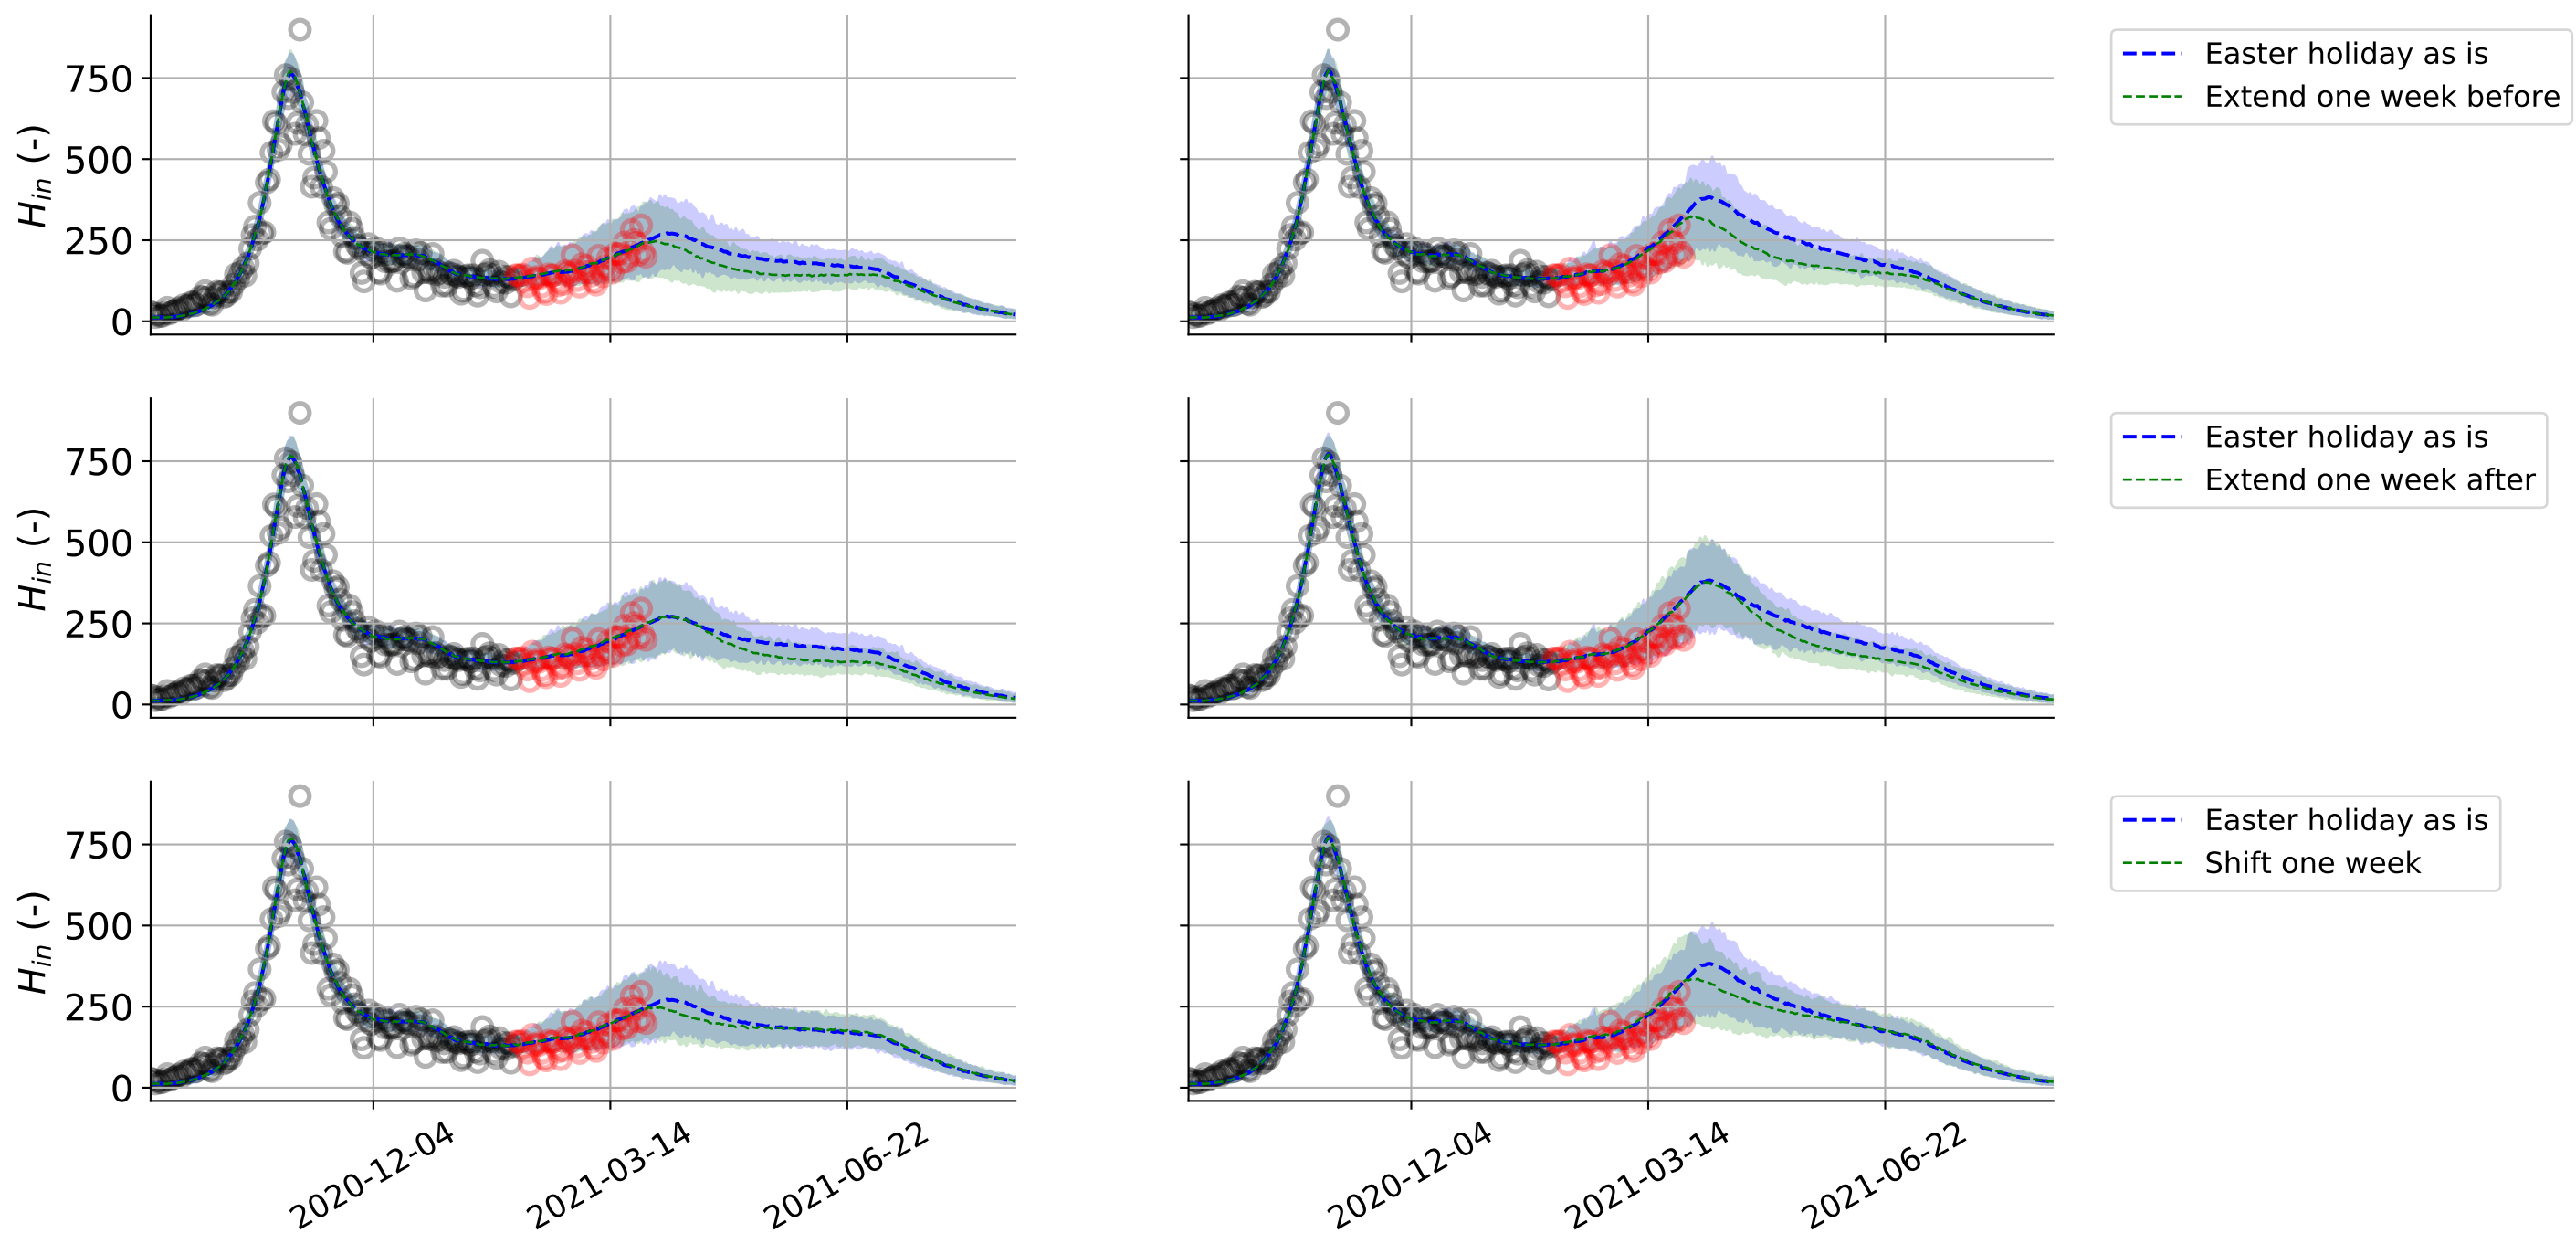 750
500
250
0
H_in (-)
Easter holiday as is
Extend one week before
750
500
250
0
H_in (-)
Easter holiday as is
Extend one week after
750
500
250
0
H_in (-)
Easter holiday as is
Shift one week
2020-12-04
2021-03-14
2021-06-22
2020-12-04
2021-03-14
2021-06-22